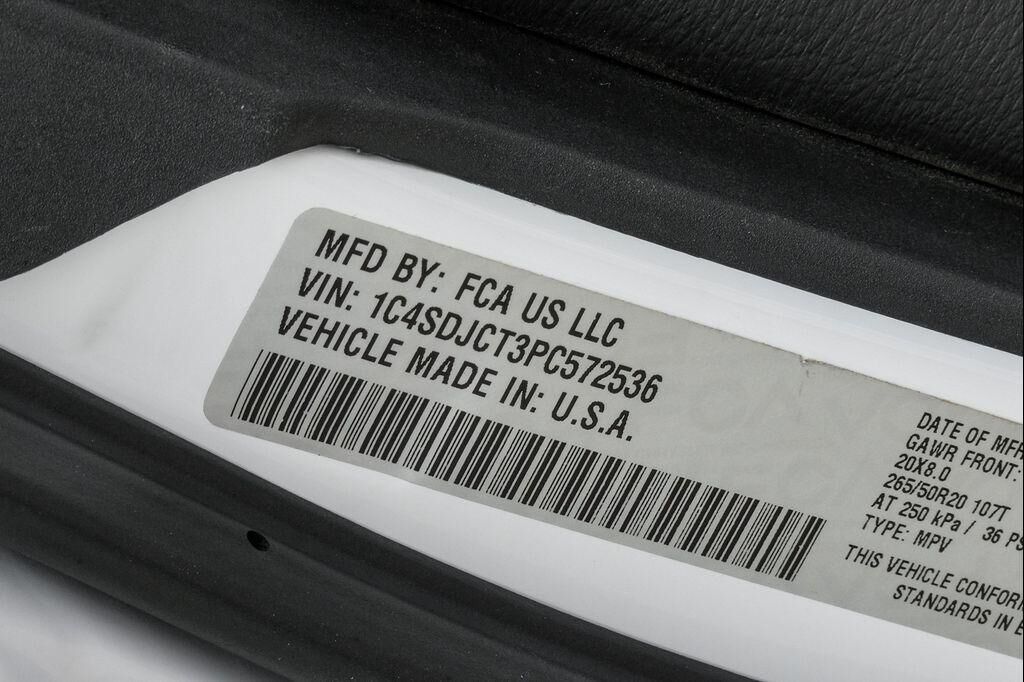 MFD BY: FCA US LLC
VIN: 1C4SDJCT3PC572536
VEHICLE MADE IN: U.S.A.
DATE OF MFR
GAWR FRONT:
20X8.0
265/50R20 107T
AT 250 kPa / 36 PS
TYPE: MPV
THIS VEHICLE CONFOR
STANDARDS IN E